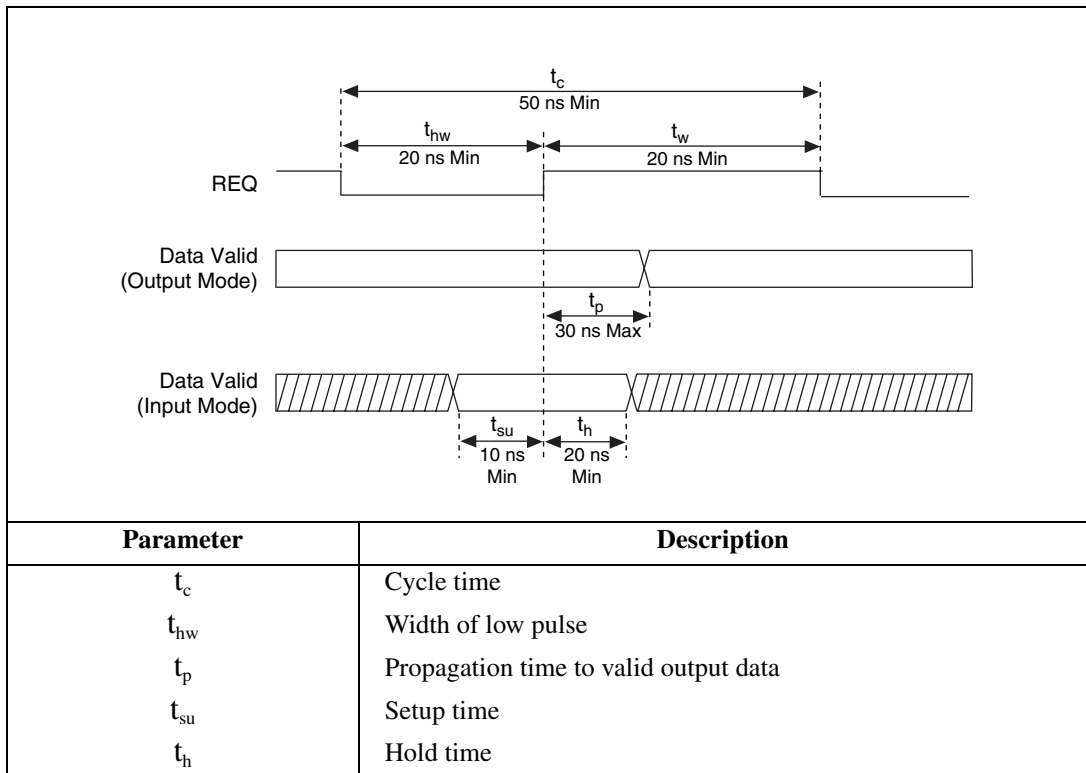 t_c
50 ns Min
t_hw t_w
20 ns Min 20 ns Min
REQ
Data Valid
(Output Mode)
t_p
30 ns Max
Data Valid
(Input Mode)
t_su t_h
10 ns 20 ns
Min Min
Parameter Description
t_c Cycle time
t_hw Width of low pulse
t_p Propagation time to valid output data
t_su Setup time
t_h Hold time